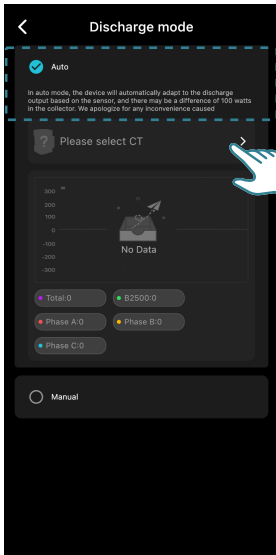 Discharge mode
Auto
In auto mode, the device will automatically adapt to the discharge
output based on the sensor, and there may be a difference of 100 watts
in the collector. We apologize for any inconvenience caused
?
Please select CT
W
300
200
100
0
-100
-200
-300
No Data
Total:0
B2500:0
Phase A:0
Phase B:0
Phase C:0
Manual